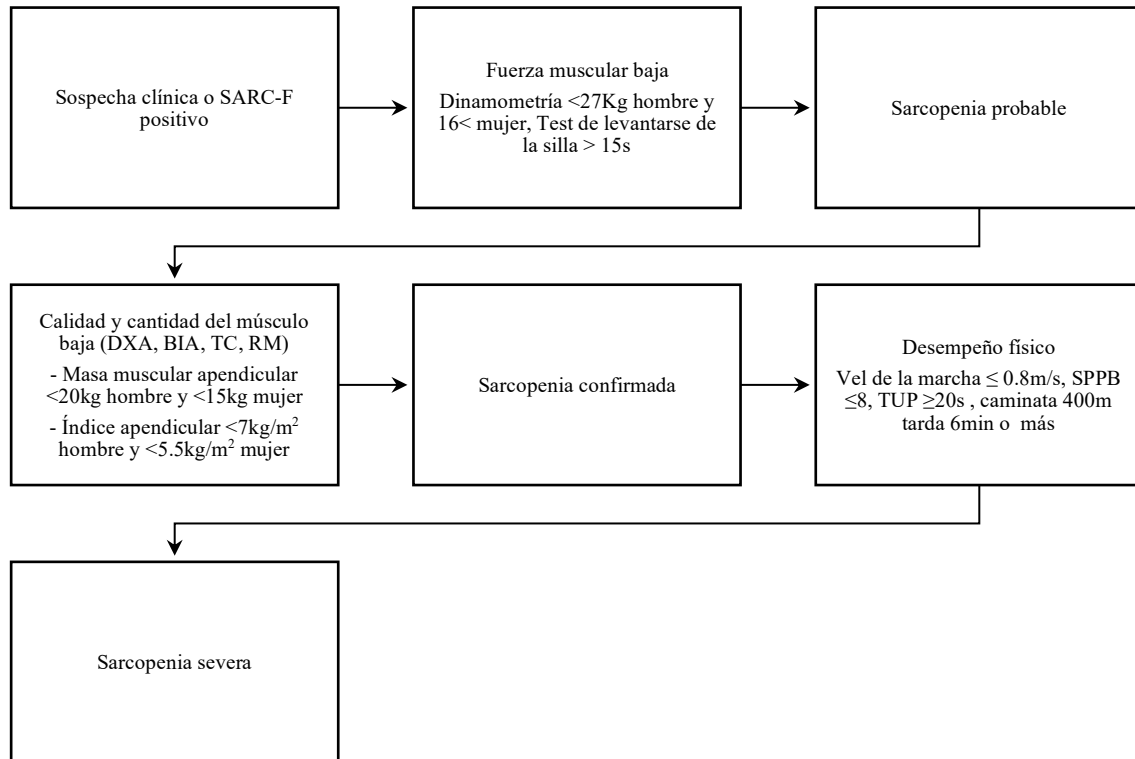 Sospecha clínica o SARC-F
positivo
Fuerza muscular baja
Dinamometría <27Kg hombre y
16< mujer, Test de levantarse de
la silla > 15s
Sarcopenia probable
Calidad y cantidad del músculo
baja (DXA, BIA, TC, RM)
- Masa muscular apendicular
<20kg hombre y <15kg mujer
- Índice apendicular <7kg/m²
hombre y <5.5kg/m² mujer
Sarcopenia confirmada
Desempeño físico
Vel de la marcha ≤ 0.8m/s, SPPB
≤8, TUP ≥20s , caminata 400m
tarda 6min o más
Sarcopenia severa